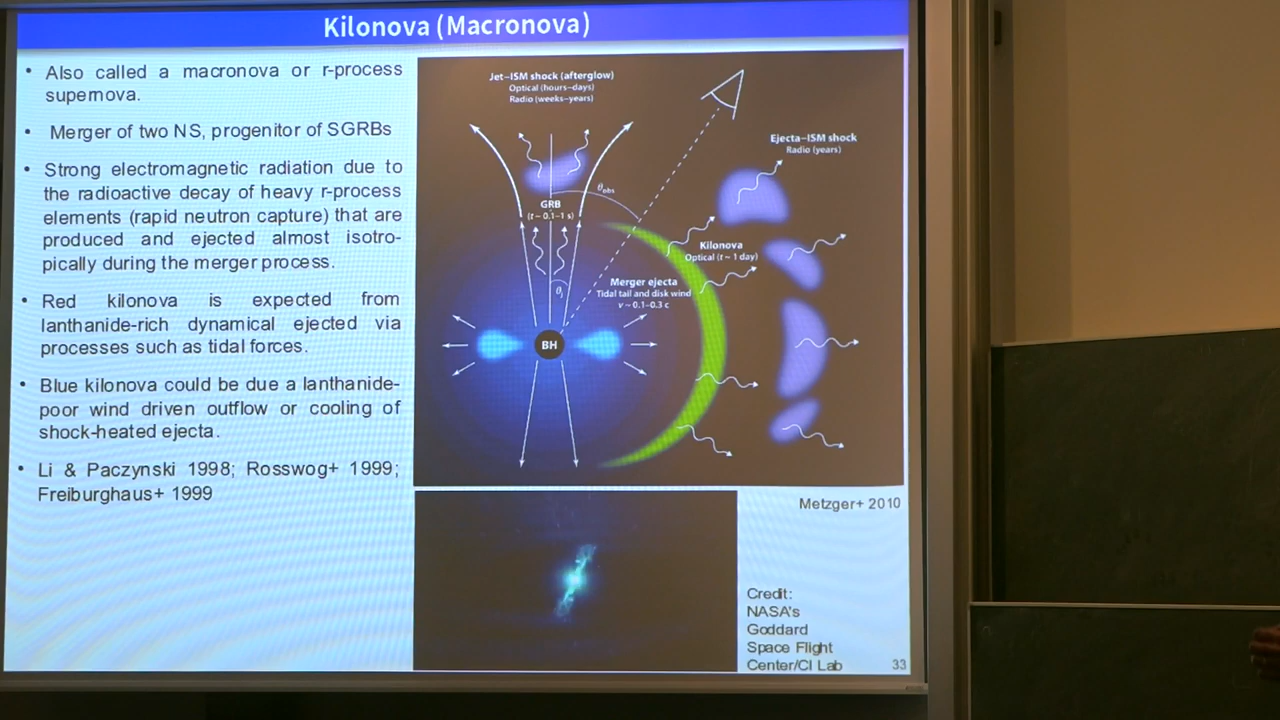 Kilonova (Macronova)
• Also called a macronova or r-process
supernova.
• Merger of two NS, progenitor of SGRBs
• Strong electromagnetic radiation due to
the radioactive decay of heavy r-process
elements (rapid neutron capture) that are
produced and ejected almost isotro-
pically during the merger process.
• Red kilonova is expected from
lanthanide-rich dynamical ejected via
processes such as tidal forces.
• Blue kilonova could be due a lanthanide-
poor wind driven outflow or cooling of
shock-heated ejecta.
• Li & Paczynski 1998; Rosswog+ 1999;
Freiburghaus+ 1999
Jet–ISM shock (afterglow)
Optical (hours–days)
Radio (weeks–years)
Ejecta–ISM shock
Radio (years)
θobs
GRB
(t ~ 0.1–1 s)
Kilonova
Optical (t ~ 1 day)
θj
Merger ejecta
Tidal tail and disk wind
v ~ 0.1–0.3 c
BH
Metzger+ 2010
Credit:
NASA's
Goddard
Space Flight
Center/CI Lab
33